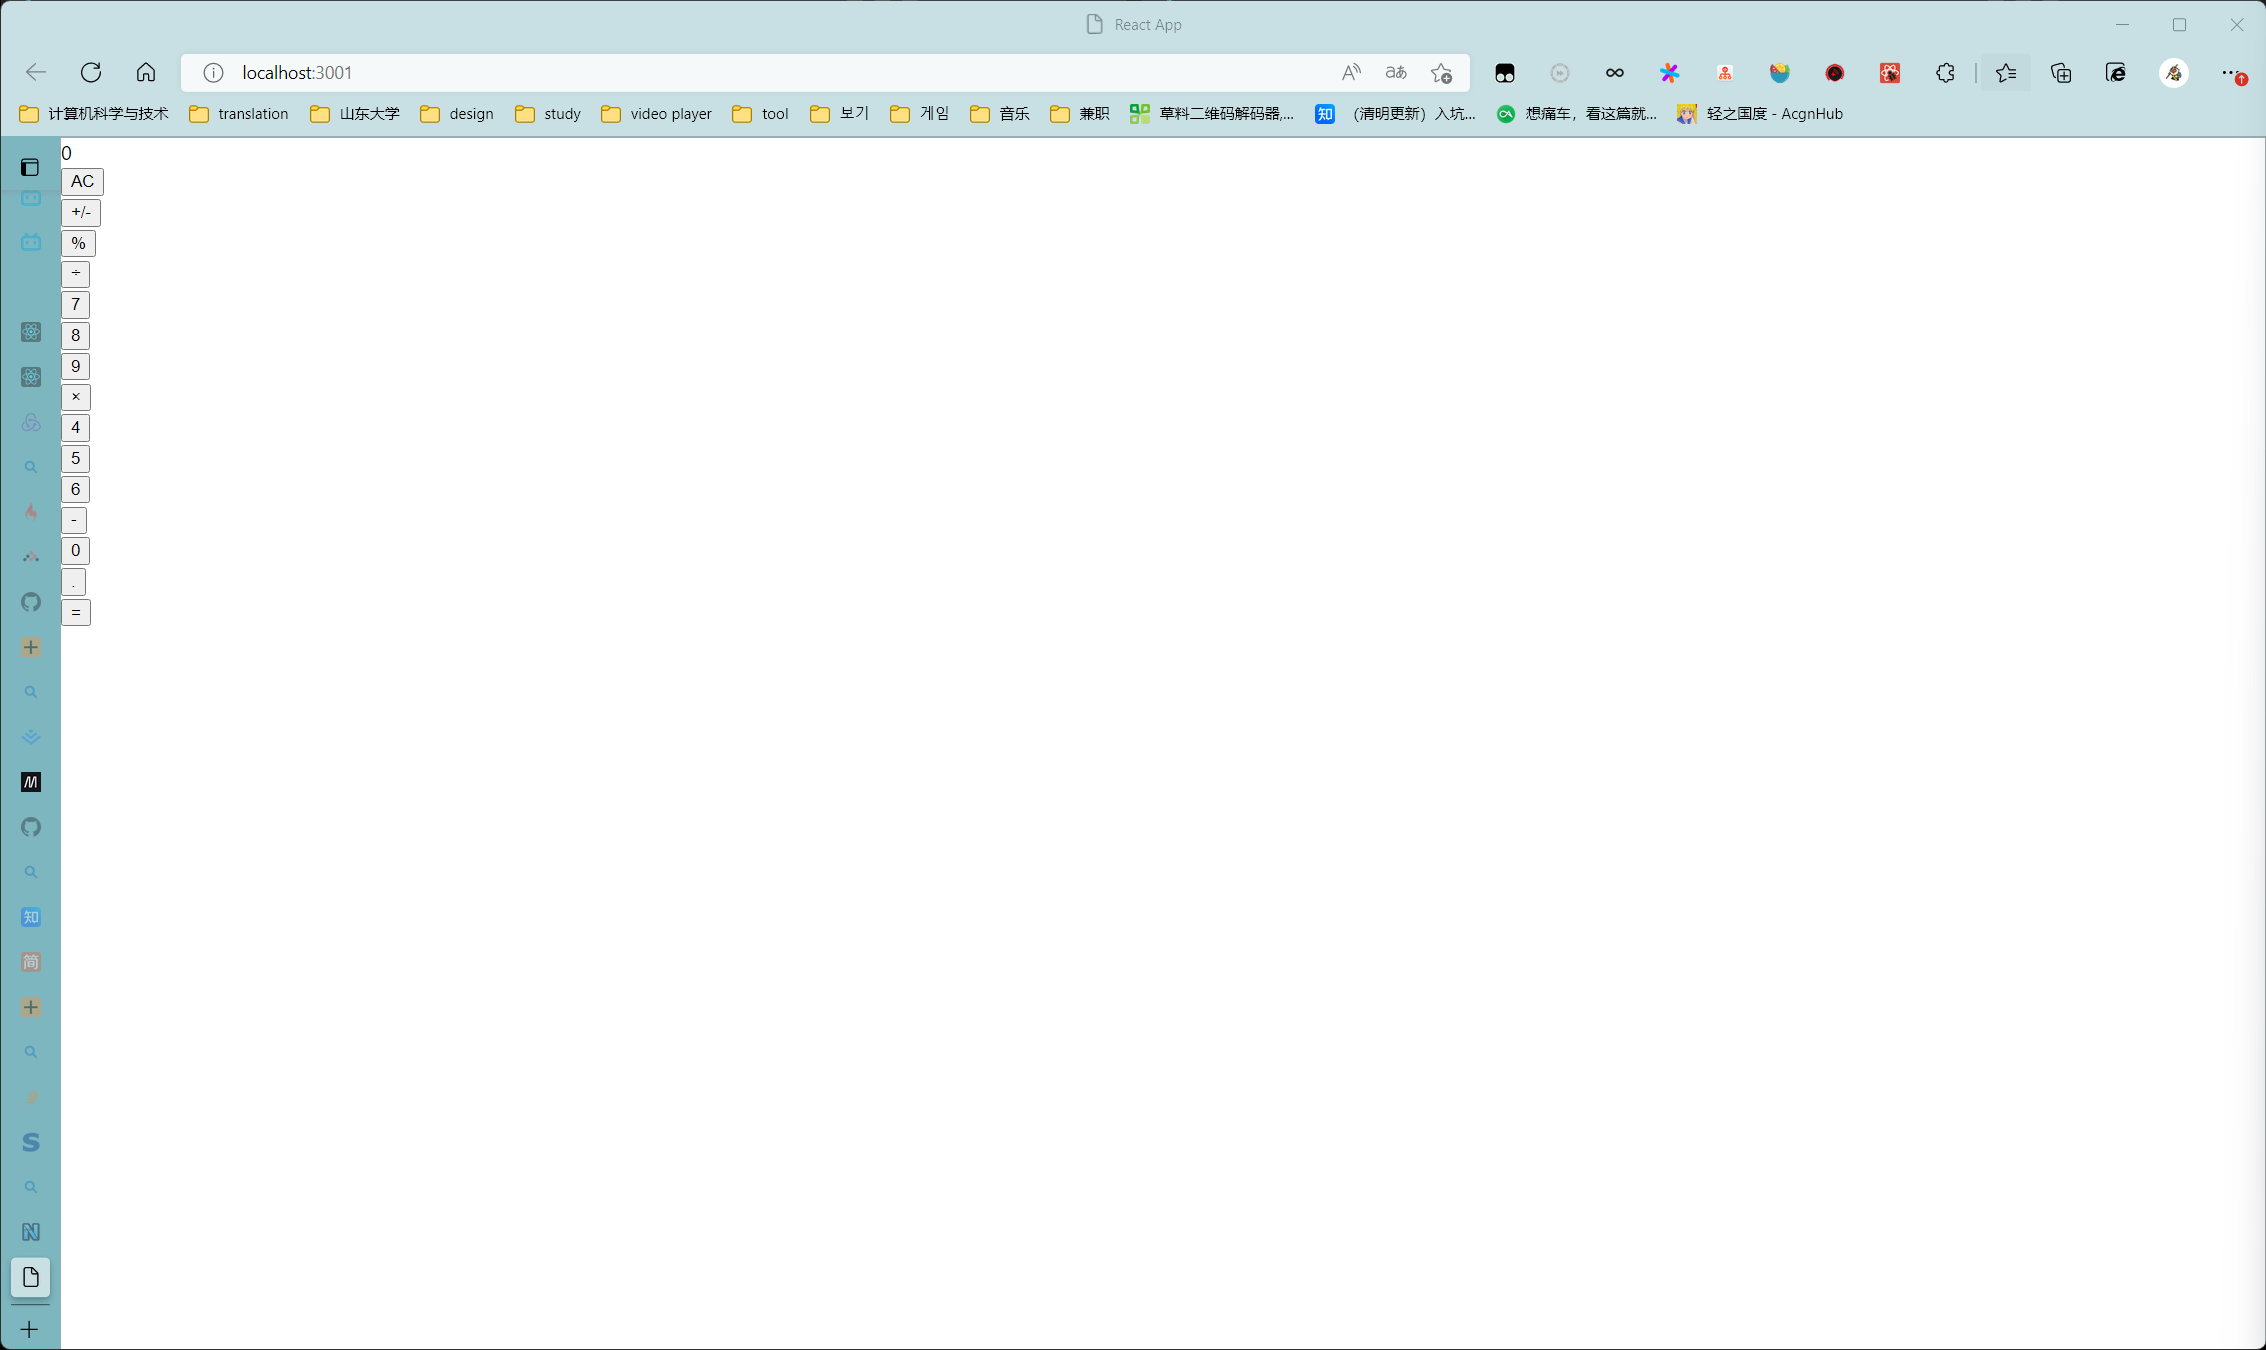 React App
localhost:3001
计算机科学与技术 translation 山东大学 design study video player tool 보기 게임 音乐 兼职 草料二维码解码器,... 知 （清明更新）入坑... 想痛车，看这篇就... 轻之国度 - AcgnHub
0
AC
+/-
%
÷
7
8
9
×
4
5
6
-
0
.
=
知
简
S
N